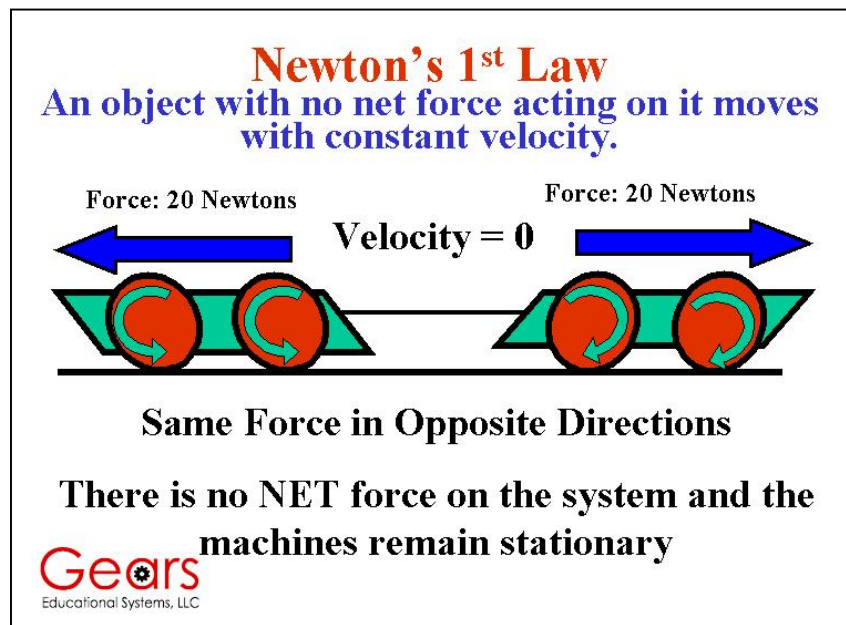 Newton's 1st Law
An object with no net force acting on it moves
with constant velocity.
Force: 20 Newtons
Force: 20 Newtons
Velocity = 0
Same Force in Opposite Directions
There is no NET force on the system and the
machines remain stationary
Gears
Educational Systems, LLC